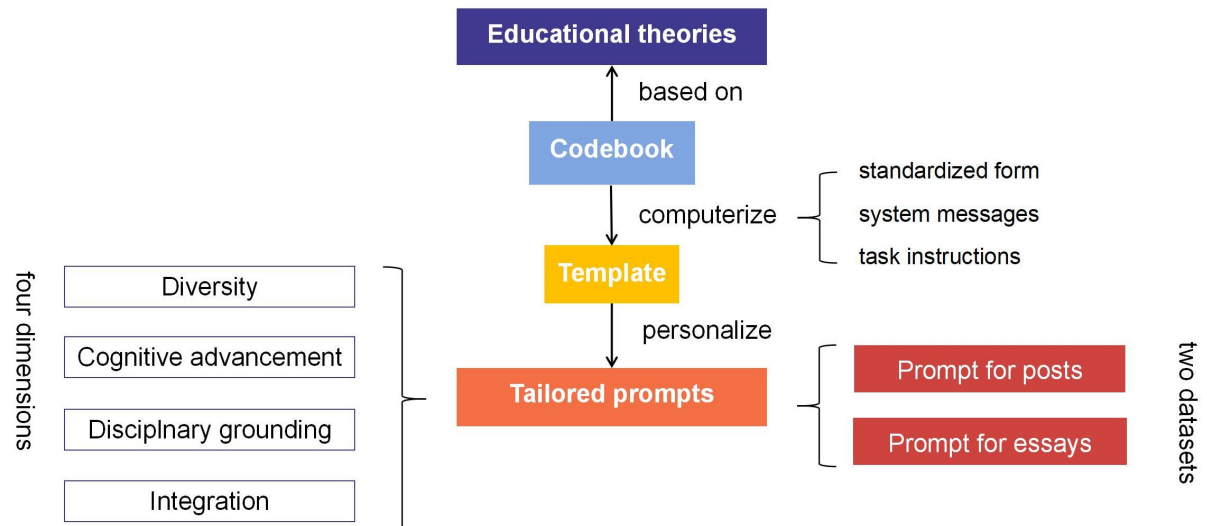 Educational theories
based on
Codebook
computerize
standardized form
system messages
task instructions
Template
personalize
Tailored prompts
four dimensions
Diversity
Cognitive advancement
Disciplnary grounding
Integration
Prompt for posts
Prompt for essays
two datasets